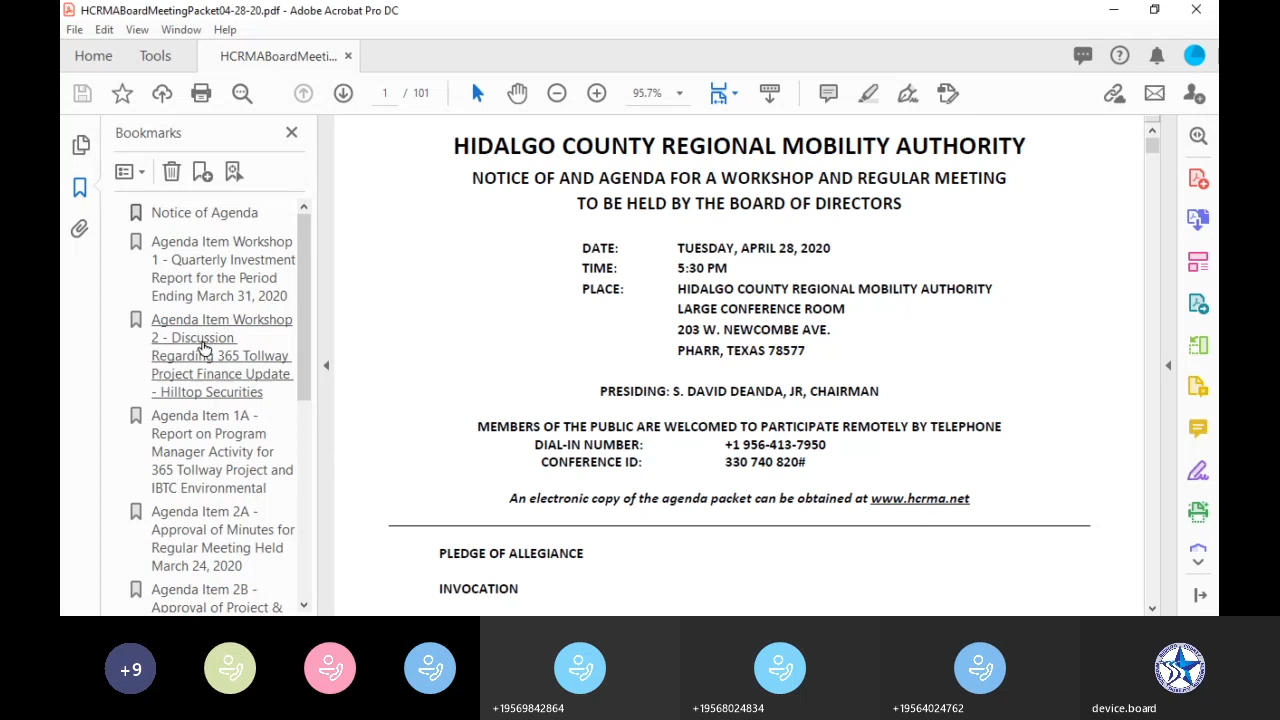 HCRMABoardMeetingPacket04-28-20.pdf - Adobe Acrobat Pro DC
File Edit View Window Help
Home Tools HCRMABoardMeeti... ×
1 / 101 95.7%
Bookmarks
Notice of Agenda
Agenda Item Workshop
1 - Quarterly Investment
Report for the Period
Ending March 31, 2020
Agenda Item Workshop
2 - Discussion
Regarding 365 Tollway
Project Finance Update
- Hilltop Securities
Agenda Item 1A -
Report on Program
Manager Activity for
365 Tollway Project and
IBTC Environmental
Agenda Item 2A -
Approval of Minutes for
Regular Meeting Held
March 24, 2020
Agenda Item 2B -
Approval of Project &
HIDALGO COUNTY REGIONAL MOBILITY AUTHORITY
NOTICE OF AND AGENDA FOR A WORKSHOP AND REGULAR MEETING
TO BE HELD BY THE BOARD OF DIRECTORS
DATE: TUESDAY, APRIL 28, 2020
TIME: 5:30 PM
PLACE: HIDALGO COUNTY REGIONAL MOBILITY AUTHORITY
LARGE CONFERENCE ROOM
203 W. NEWCOMBE AVE.
PHARR, TEXAS 78577
PRESIDING: S. DAVID DEANDA, JR, CHAIRMAN
MEMBERS OF THE PUBLIC ARE WELCOMED TO PARTICIPATE REMOTELY BY TELEPHONE
DIAL-IN NUMBER: +1 956-413-7950
CONFERENCE ID: 330 740 820#
An electronic copy of the agenda packet can be obtained at www.hcrma.net
PLEDGE OF ALLEGIANCE
INVOCATION
+9
+19569842864 +19568024834 +19564024762 device.board